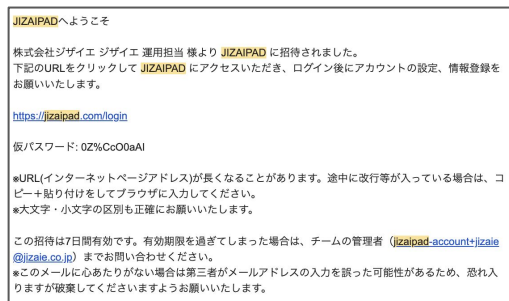 JIZAIPADへようこそ
株式会社ジザイエ ジザイエ 運用担当 様より JIZAIPAD に招待されました。
下記のURLをクリックして JIZAIPAD にアクセスいただき、ログイン後にアカウントの設定、情報登録を
お願いいたします。
https://jizaipad.com/login
仮パスワード: 0Z%CcO0aAl
※URL(インターネットページアドレス)が長くなることがあります。途中に改行等が入っている場合は、コ
ピー＋貼り付けをしてブラウザに入力してください。
※大文字・小文字の区別も正確にお願いいたします。
この招待は7日間有効です。有効期限を過ぎてしまった場合は、チームの管理者（jizaipad-account+jizaie
@jizaie.co.jp）までお問い合わせください。
※このメールに心あたりがない場合は第三者がメールアドレスの入力を誤った可能性があるため、恐れ入
りますが破棄してくださいますようお願いいたします。